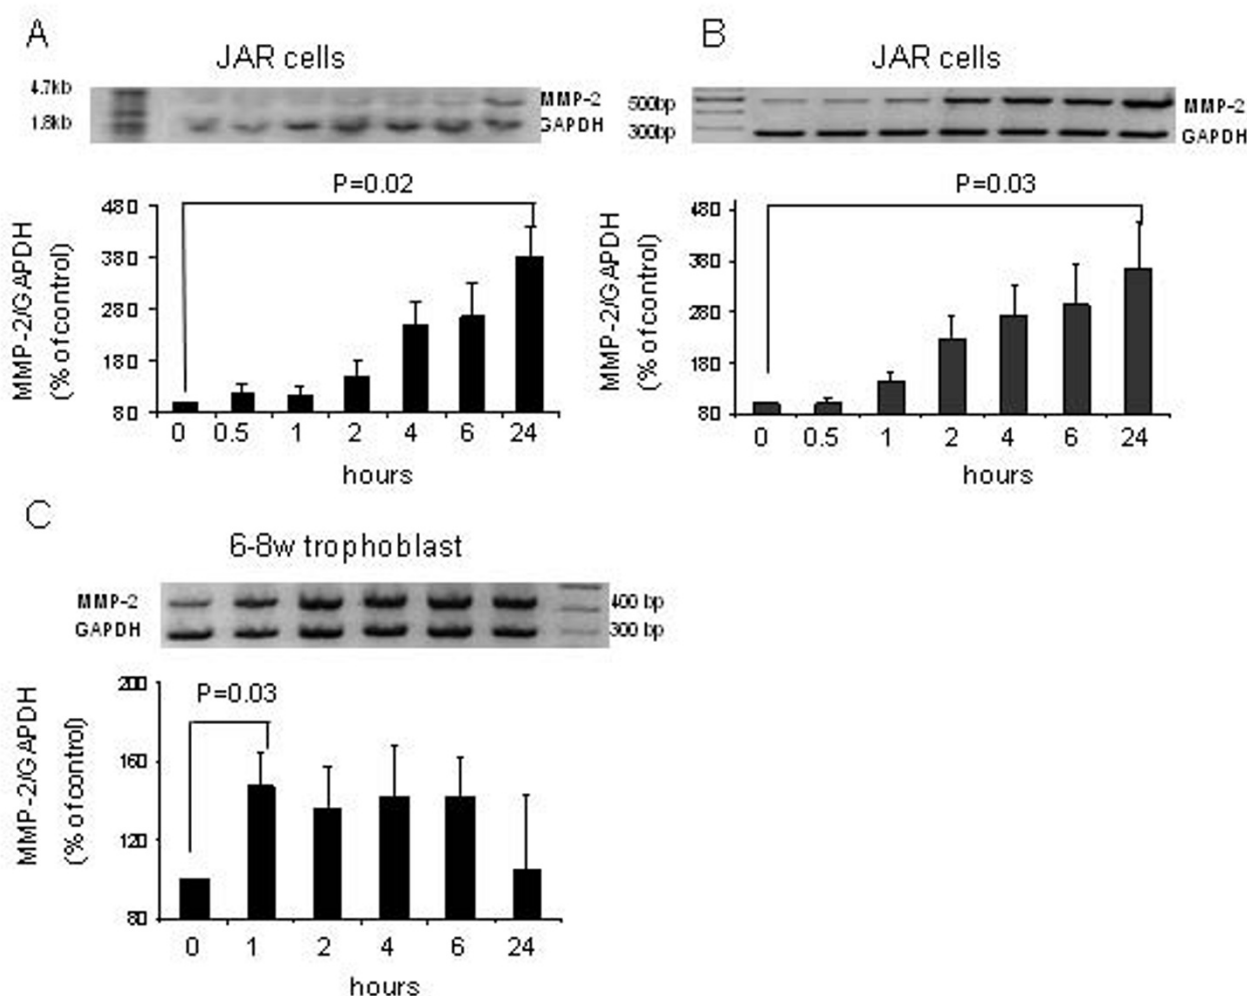 A
JAR cells
4.7kb
1.8kb
MMP-2
GAPDH
P=0.02
MMP-2/GAPDH
(% of control)
480
380
280
180
80
0 0.5 1 2 4 6 24
hours
B
JAR cells
500bp
300bp
MMP-2
GAPDH
P=0.03
MMP-2/GAPDH
(% of control)
480
380
280
180
80
0 0.5 1 2 4 6 24
hours
C
6-8w trophoblast
MMP-2
GAPDH
400 bp
300 bp
P=0.03
MMP-2/GAPDH
(% of control)
200
160
120
80
0 1 2 4 6 24
hours